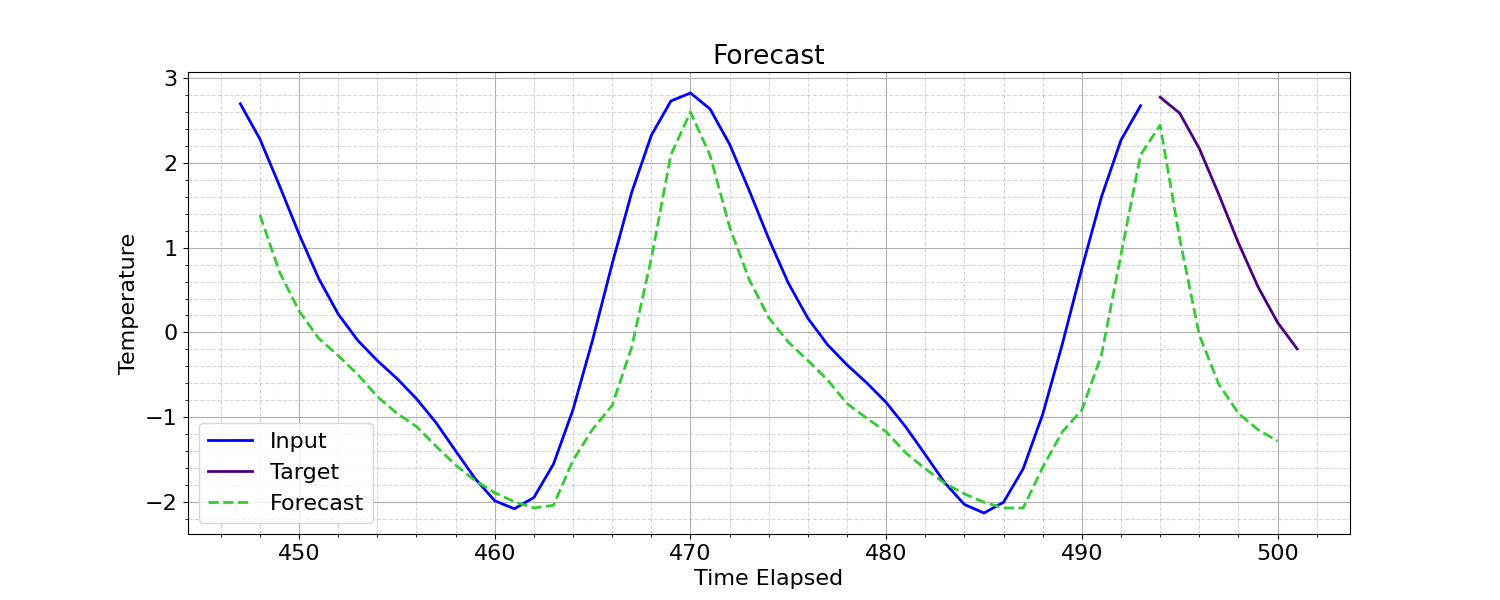 Forecast
3
2
1
0
−1
−2
Temperature
Input
Target
Forecast
450 460 470 480 490 500
Time Elapsed